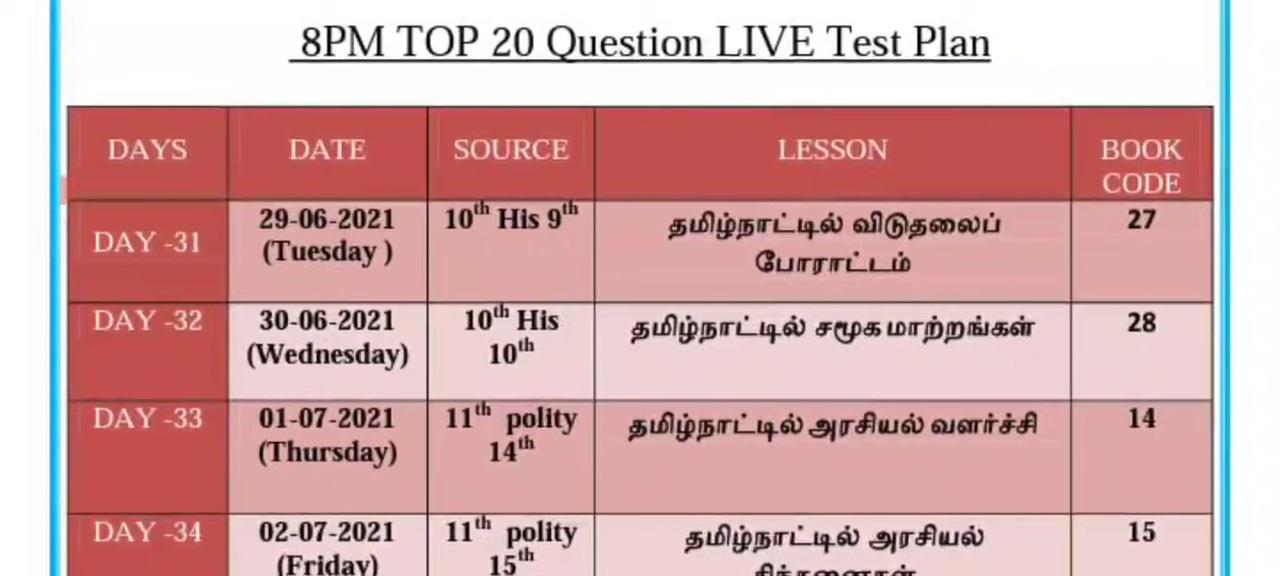 8PM TOP 20 Question LIVE Test Plan
DAYS DATE SOURCE LESSON BOOK CODE
DAY -31 29-06-2021 (Tuesday ) 10th His 9th தமிழ்நாட்டில் விடுதலைப் போராட்டம் 27
DAY -32 30-06-2021 (Wednesday) 10th His 10th தமிழ்நாட்டில் சமூக மாற்றங்கள் 28
DAY -33 01-07-2021 (Thursday) 11th polity 14th தமிழ்நாட்டில் அரசியல் வளர்ச்சி 14
DAY -34 02-07-2021 (Friday) 11th polity 15th தமிழ்நாட்டில் அரசியல் 15